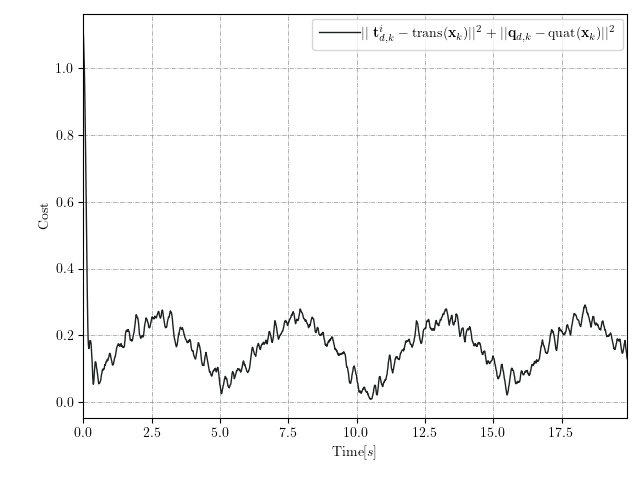 || t^i_{d,k} − trans(x_k)||^2 + ||q_{d,k} − quat(x_k)||^2
1.0
0.8
0.6
0.4
0.2
0.0
Cost
0.0 2.5 5.0 7.5 10.0 12.5 15.0 17.5
Time[s]